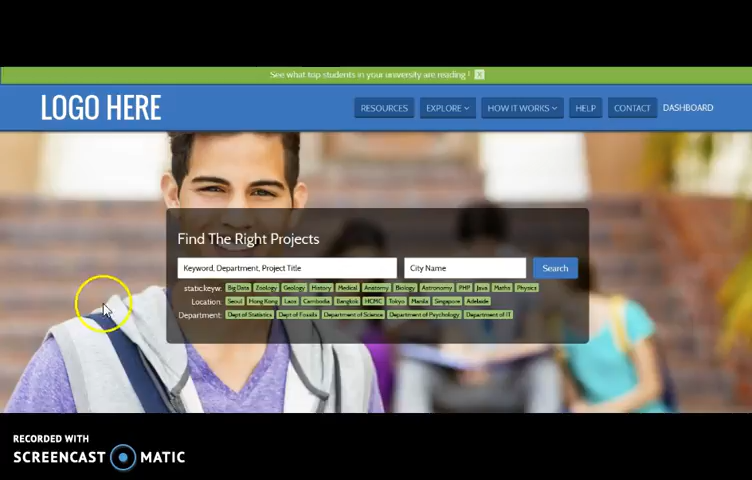 See what top students in your university are reading ! x
LOGO HERE
RESOURCES EXPLORE HOW IT WORKS HELP CONTACT DASHBOARD
Find The Right Projects
Keyword, Department, Project Title City Name Search
statickeyw: Big Data Zoology Geology History Medical Anatomy Biology Astronomy PHP Java Maths Physics
Location: Seoul Hong Kong Laos Cambodia Bangkok HCMC Tokyo Manila Singapore Adelaide
Department: Dept of Statistics Dept of Fossils Department of Science Department of Psychology Department of IT
RECORDED WITH
SCREENCAST MATIC